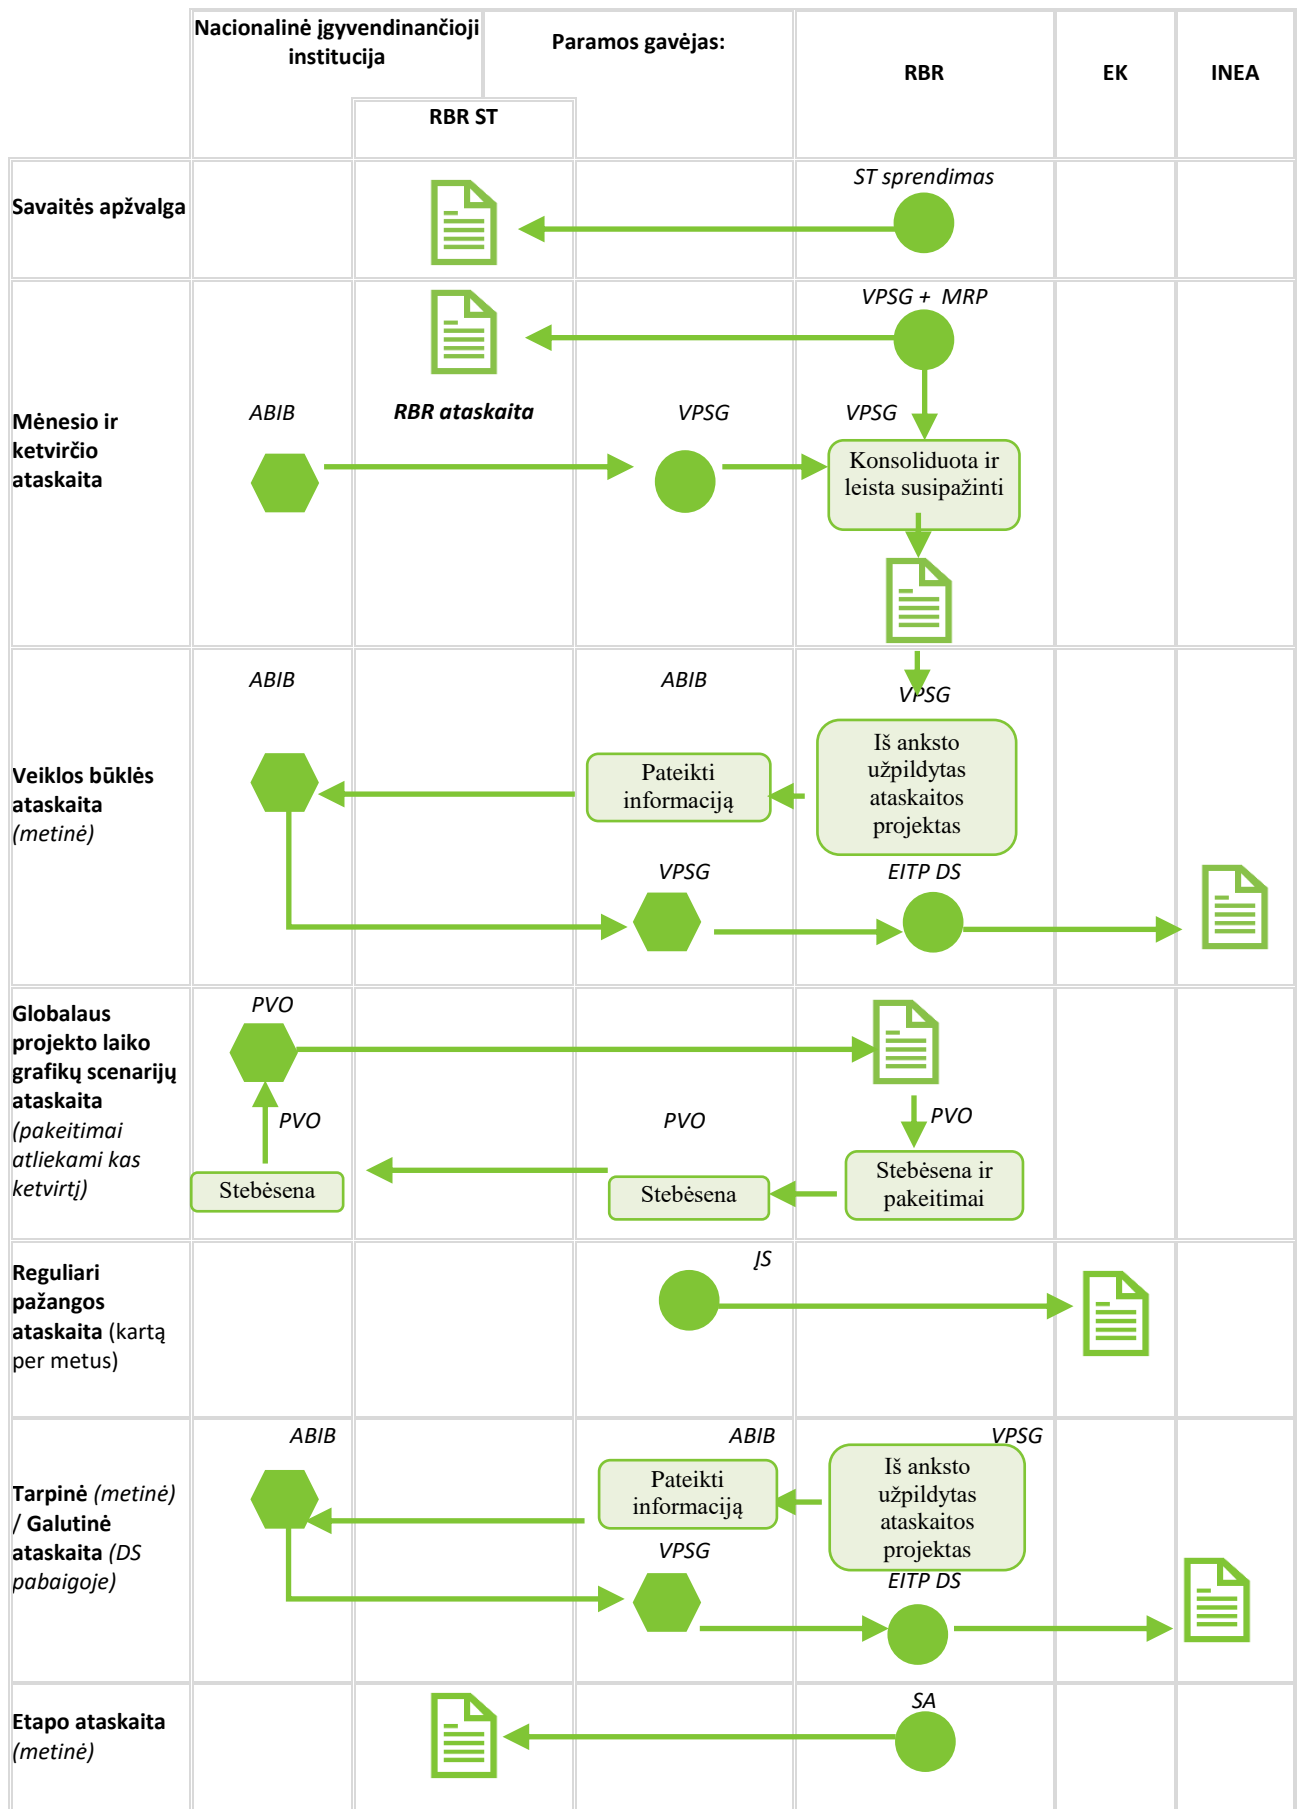 Nacionalinė įgyvendinančioji
institucija
Paramos gavėjas:
RBR
EK
INEA
RBR ST
Savaitės apžvalga
ST sprendimas
VPSG + MRP
Mėnesio ir
ketvirčio
ataskaita
ABIB
RBR ataskaita
VPSG
VPSG
Konsoliduota ir
leista susipažinti
ABIB
ABIB
VPSG
Veiklos būklės
ataskaita
(metinė)
Pateikti
informaciją
Iš anksto
užpildytas
ataskaitos
projektas
VPSG
EITP DS
Globalaus
projekto laiko
grafikų scenarijų
ataskaita
(pakeitimai
atliekami kas
ketvirtį)
PVO
PVO
PVO
PVO
Stebėsena
Stebėsena
Stebėsena ir
pakeitimai
Reguliari
pažangos
ataskaita (kartą
per metus)
ĮS
ABIB
ABIB
VPSG
Tarpinė (metinė)
/ Galutinė
ataskaita (DS
pabaigoje)
Pateikti
informaciją
Iš anksto
užpildytas
ataskaitos
projektas
VPSG
EITP DS
Etapo ataskaita
(metinė)
SA